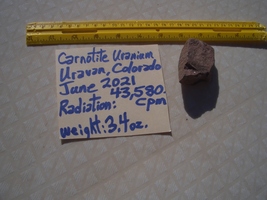 Carnotite Uranium
Uravan, Colorado
June 2021
43,580.
Radiation: cpm
weight: 3.4 oz.